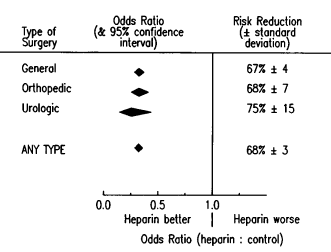 Type of Surgery
Odds Ratio (& 95% confidence interval)
Risk Reduction (± standard deviation)
General 67% ± 4
Orthopedic 68% ± 7
Urologic 75% ± 15
ANY TYPE 68% ± 3
0.0 0.5 1.0
Heparin better Heparin worse
Odds Ratio (heparin : control)